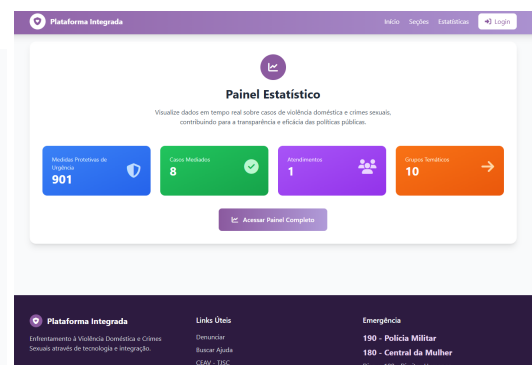 Plataforma Integrada
Início Seções Estatísticas Login
Painel Estatístico
Visualize dados em tempo real sobre casos de violência doméstica e crimes sexuais,
contribuindo para a transparência e eficácia das políticas públicas.
Medidas Protetivas de
Urgência
901
Casos Mediados
8
Atendimentos
1
Grupos Temáticos
10
Acessar Painel Completo
Plataforma Integrada
Enfrentamento à Violência Doméstica e Crimes
Sexuais através de tecnologia e integração.
Links Úteis
Denunciar
Buscar Ajuda
CEAV - TJSC
Emergência
190 - Polícia Militar
180 - Central da Mulher